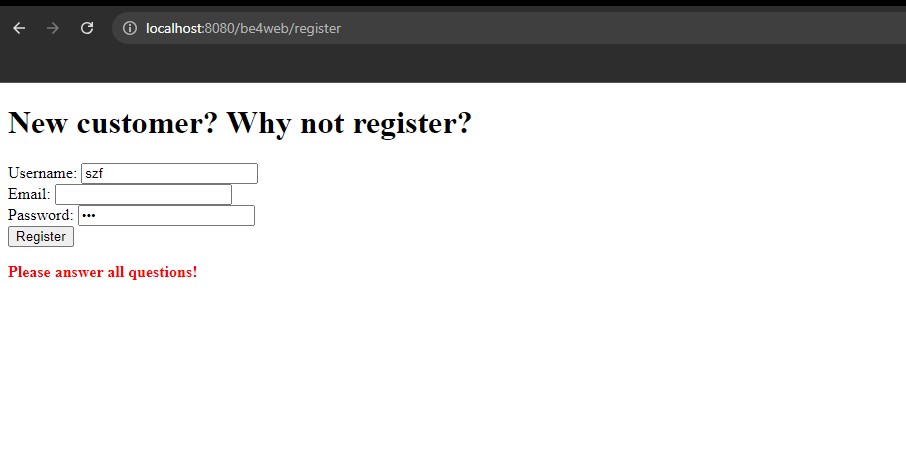 localhost:8080/be4web/register
New customer? Why not register?
Username: szf
Email:
Password: •••
Register
Please answer all questions!